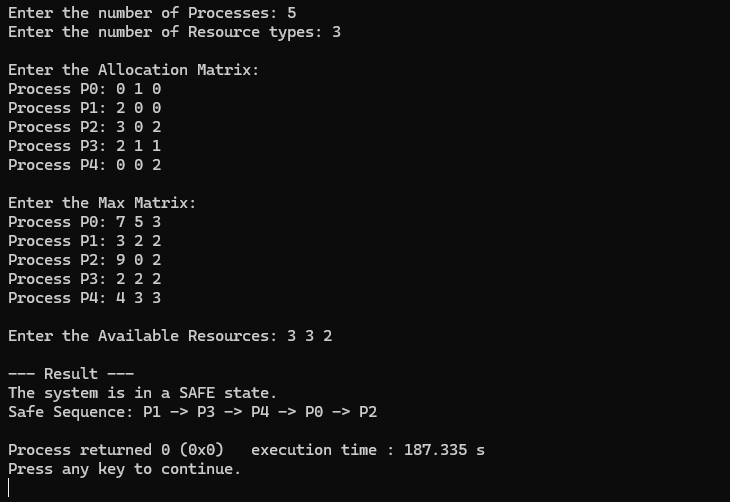 Enter the number of Processes: 5
Enter the number of Resource types: 3
Enter the Allocation Matrix:
Process P0: 0 1 0
Process P1: 2 0 0
Process P2: 3 0 2
Process P3: 2 1 1
Process P4: 0 0 2
Enter the Max Matrix:
Process P0: 7 5 3
Process P1: 3 2 2
Process P2: 9 0 2
Process P3: 2 2 2
Process P4: 4 3 3
Enter the Available Resources: 3 3 2
--- Result ---
The system is in a SAFE state.
Safe Sequence: P1 -> P3 -> P4 -> P0 -> P2
Process returned 0 (0x0)   execution time : 187.335 s
Press any key to continue.